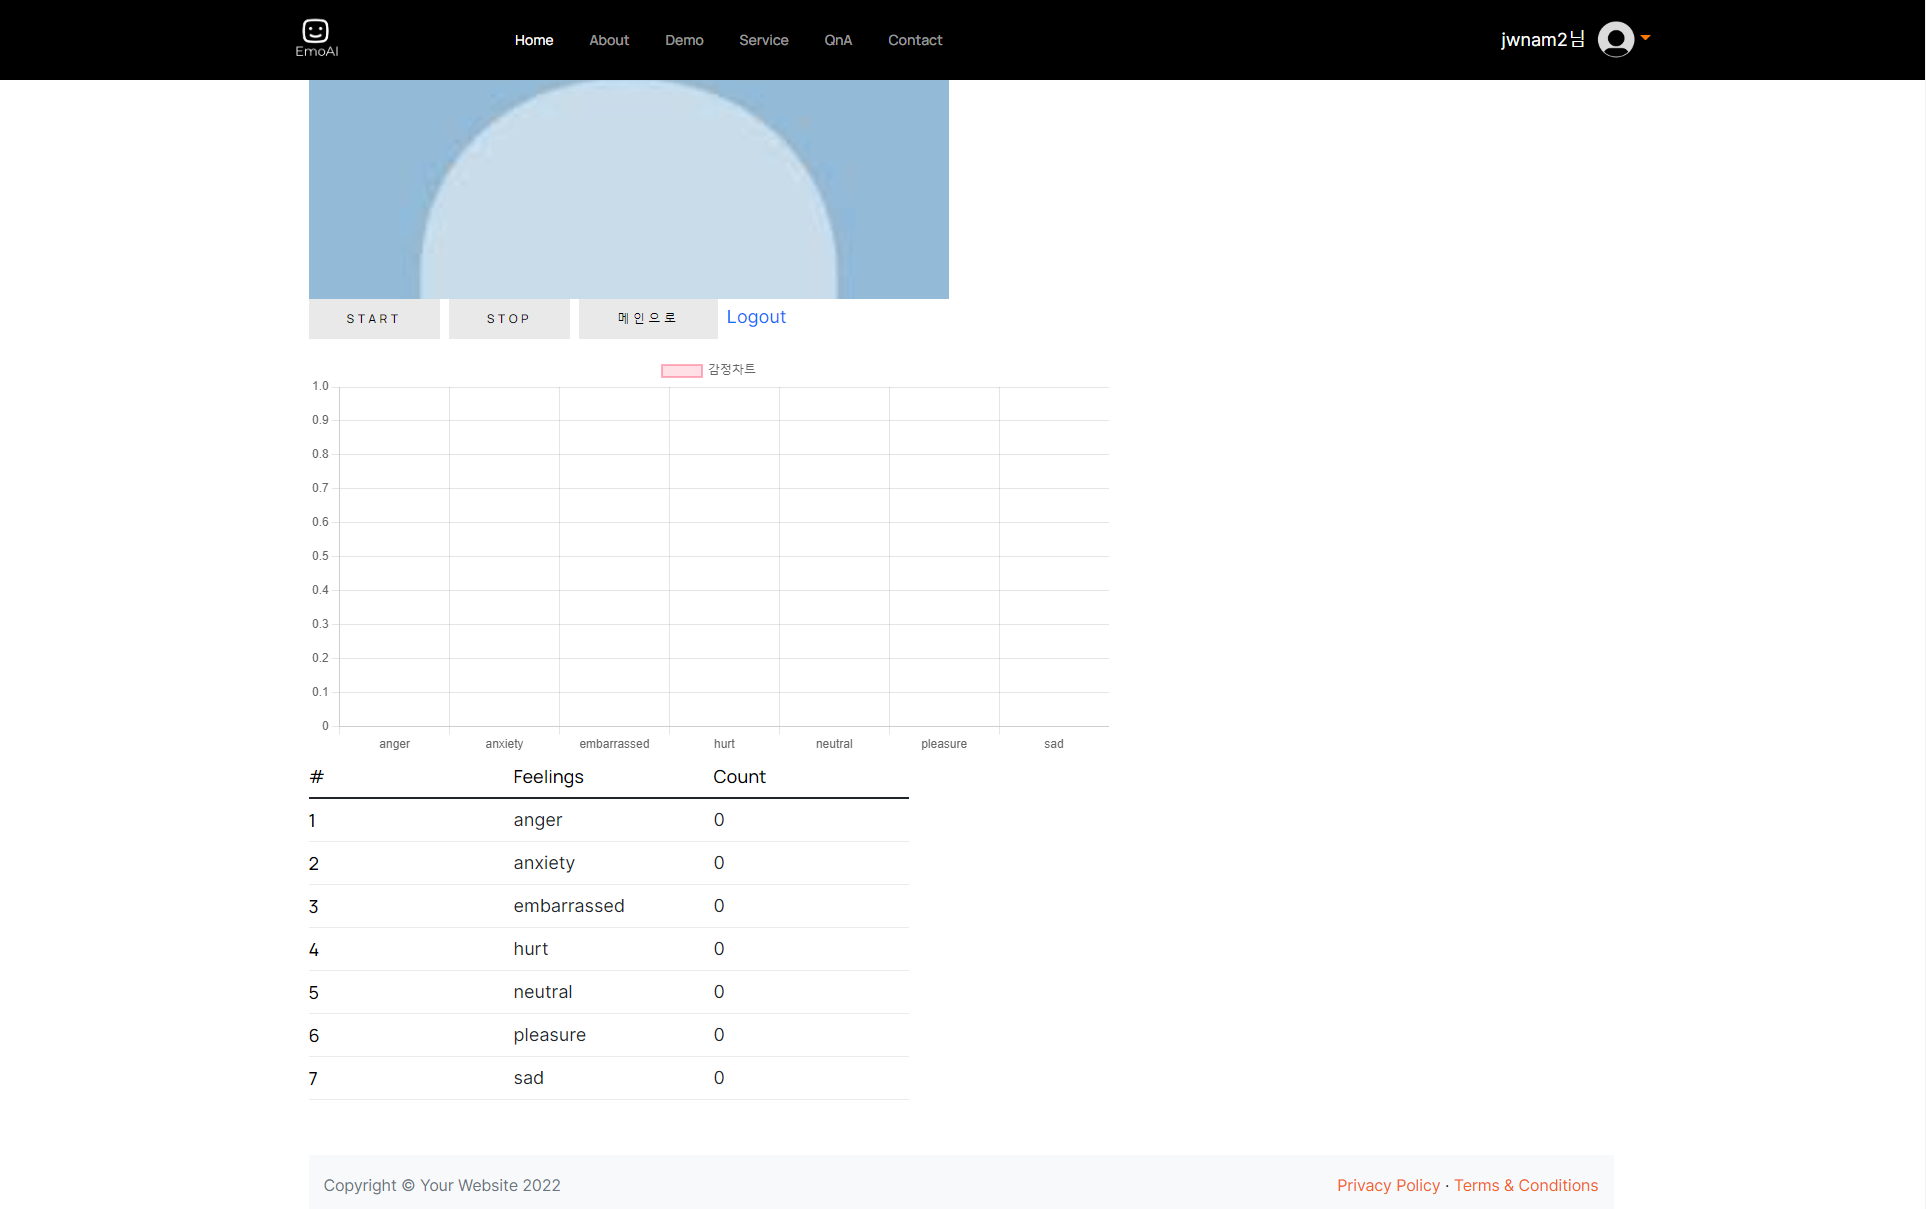 EmoAI
Home About Demo Service QnA Contact
jwnam2님
START STOP 메인으로 Logout
감정차트
1.0
0.9
0.8
0.7
0.6
0.5
0.4
0.3
0.2
0.1
0
anger anxiety embarrassed hurt neutral pleasure sad
# Feelings Count
1 anger 0
2 anxiety 0
3 embarrassed 0
4 hurt 0
5 neutral 0
6 pleasure 0
7 sad 0
Copyright © Your Website 2022
Privacy Policy · Terms & Conditions